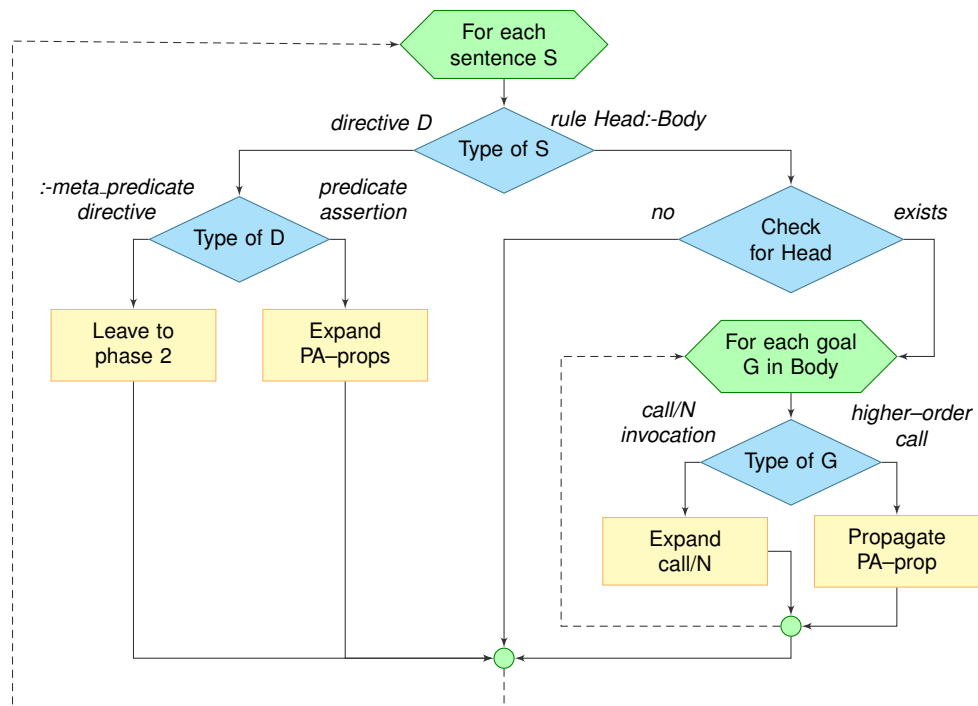 For each
sentence S
directive D
rule Head:-Body
Type of S
:-meta_predicate
directive
predicate
assertion
no
exists
Type of D
Check
for Head
Leave to
phase 2
Expand
PA–props
For each goal
G in Body
call/N
invocation
higher–order
call
Type of G
Expand
call/N
Propagate
PA–prop